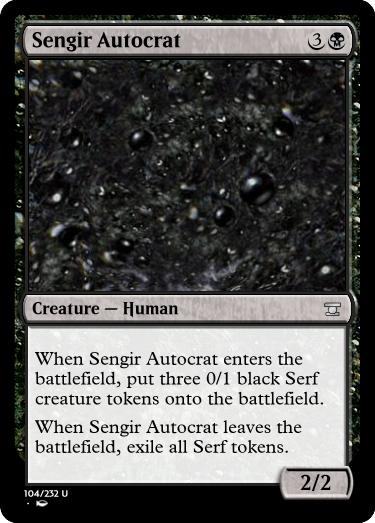 Sengir Autocrat 3
Creature — Human
When Sengir Autocrat enters the
battlefield, put three 0/1 black Serf
creature tokens onto the battlefield.
When Sengir Autocrat leaves the
battlefield, exile all Serf tokens.
2/2
104/232 U